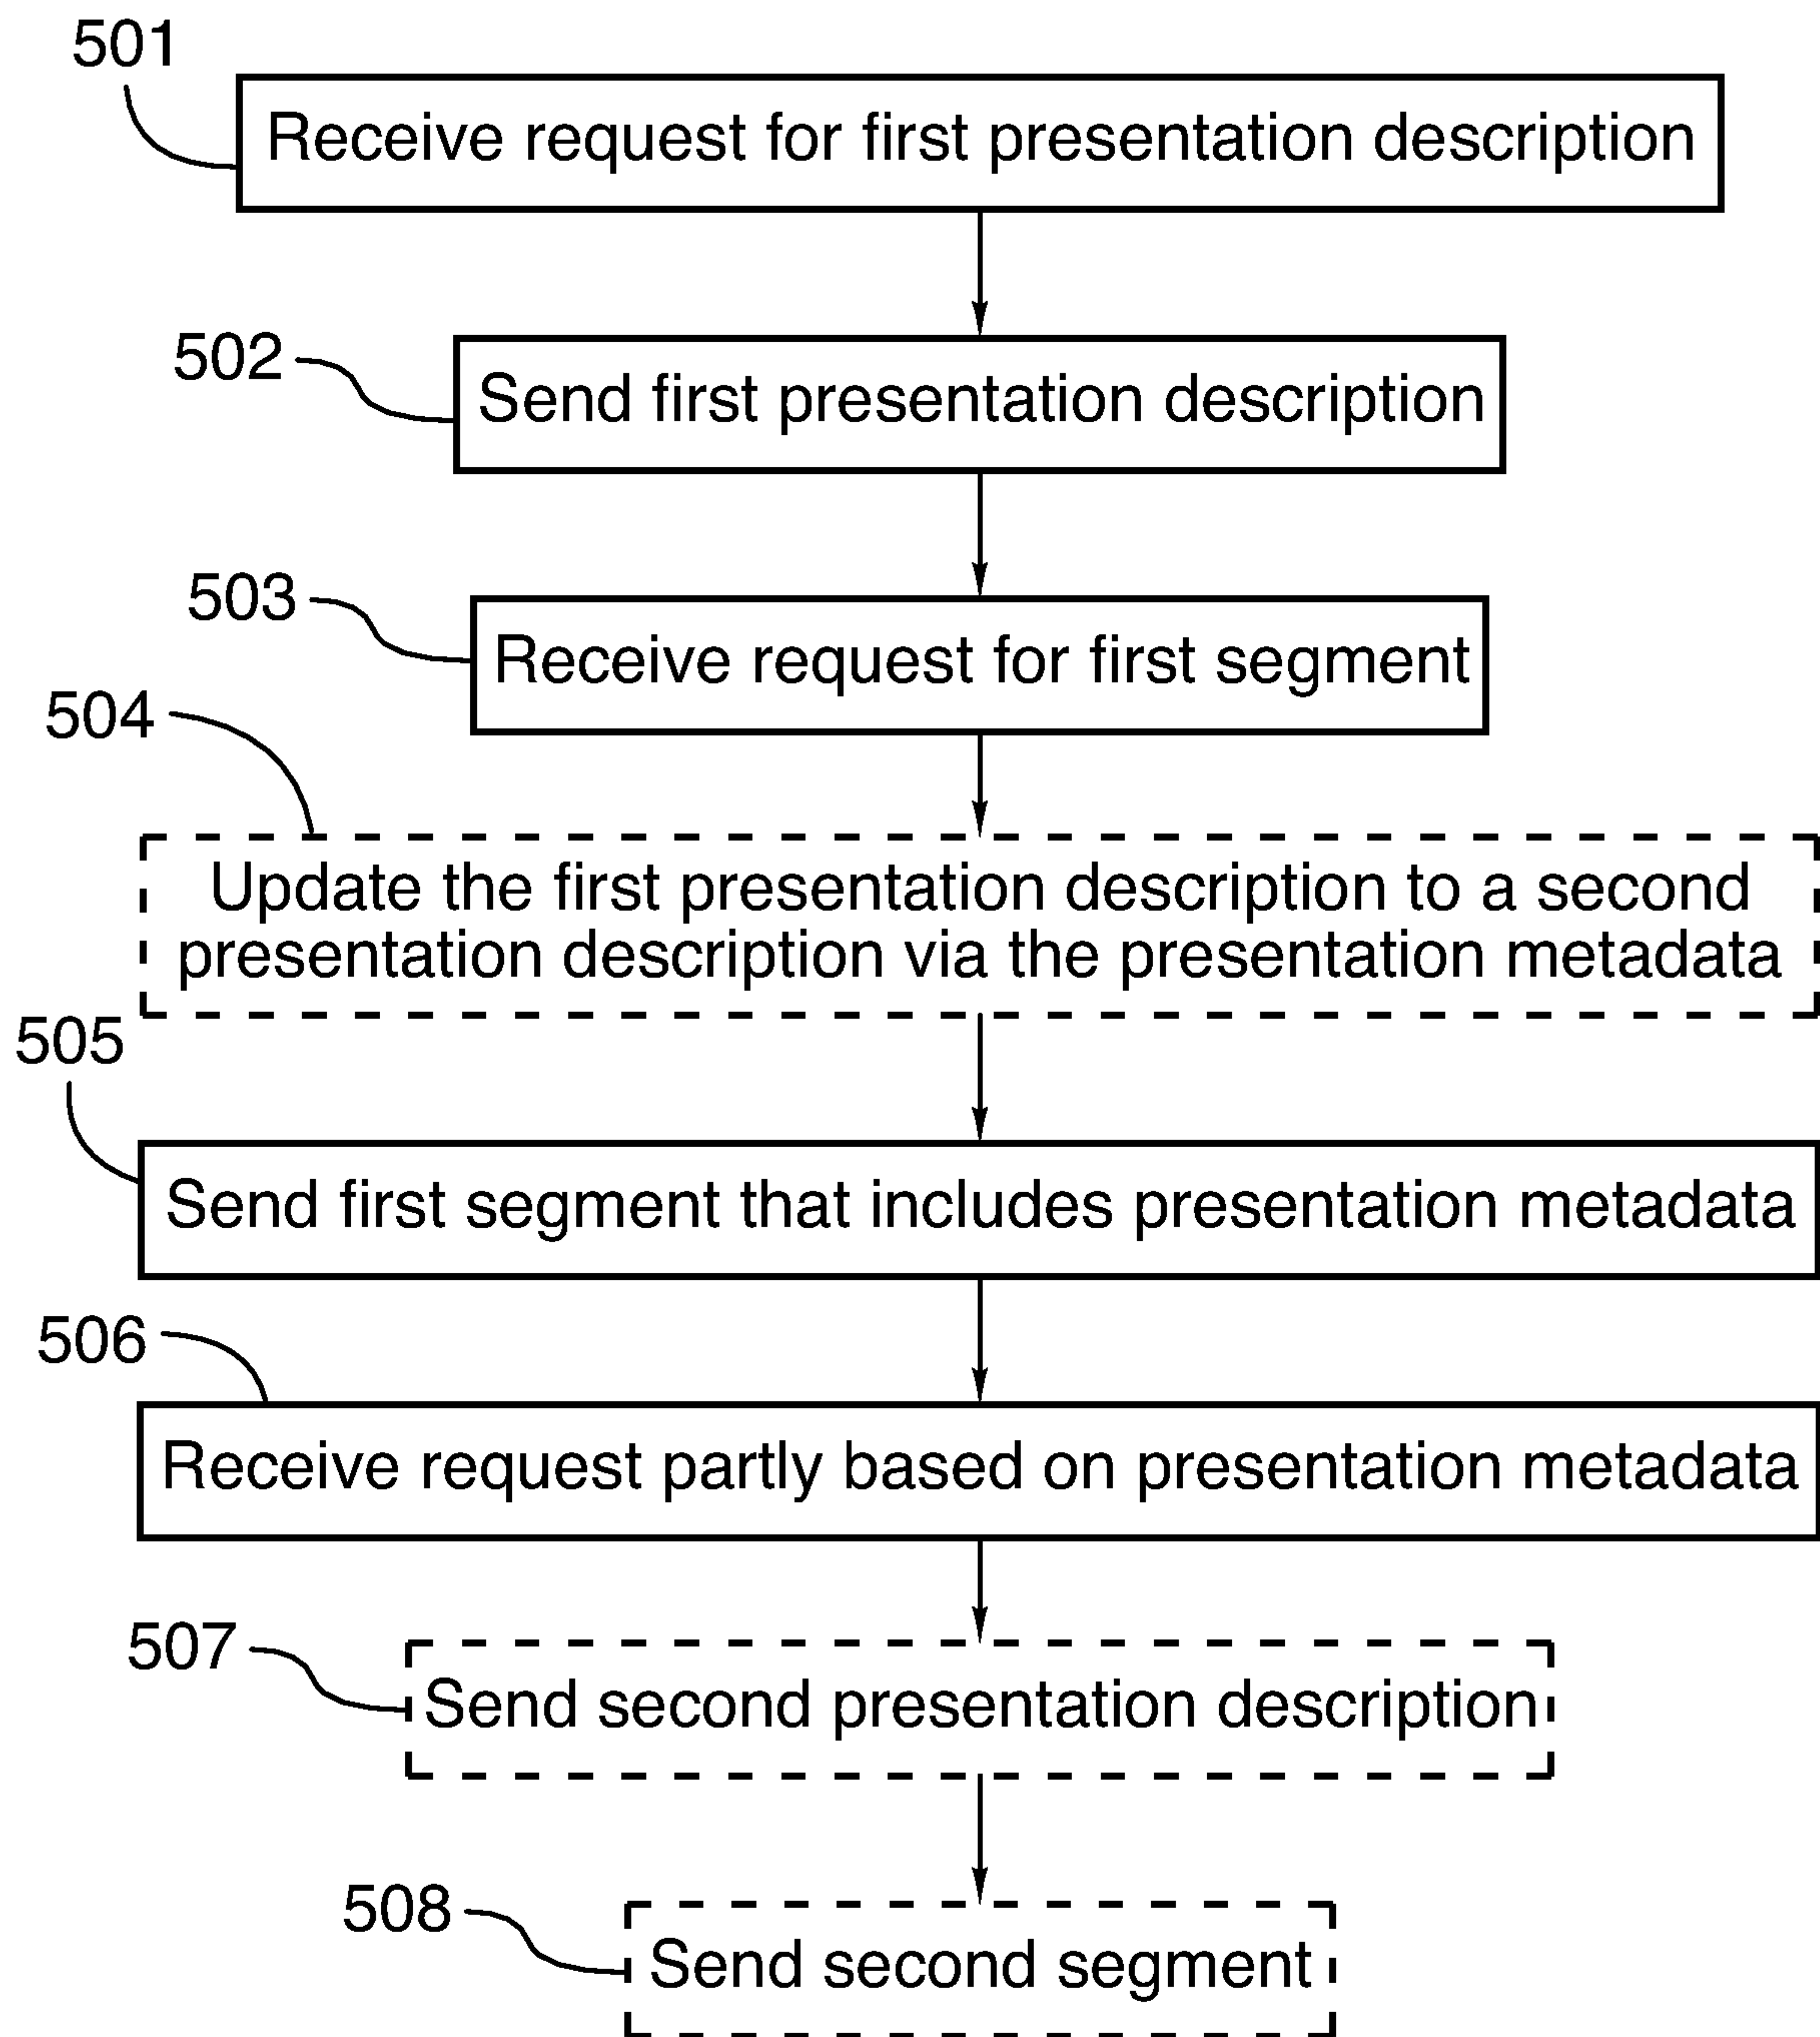 501
Receive request for first presentation description
502
Send first presentation description
503
Receive request for first segment
504
Update the first presentation description to a second
presentation description via the presentation metadata
505
Send first segment that includes presentation metadata
506
Receive request partly based on presentation metadata
507
Send second presentation description
508
Send second segment